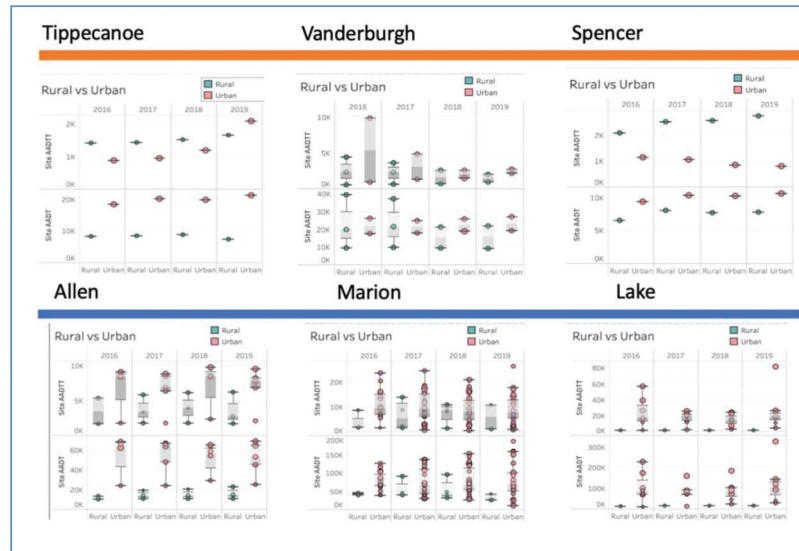 Tippecanoe
Vanderburgh
Spencer
Rural vs Urban
Rural
Urban
2016 2017 2018 2019
Site AADTT
2K
1K
0K
Site AADT
20K
10K
0K
Rural Urban Rural Urban Rural Urban Rural Urban
Rural vs Urban
Rural
Urban
2016 2017 2018 2019
Site AADTT
10K
5K
0K
Site AADT
40K
30K
20K
10K
0K
Rural Urban Rural Urban Rural Urban Rural Urban
Rural vs Urban
Rural
Urban
2016 2017 2018 2019
Site AADTT
2K
1K
0K
Site AADT
10K
5K
0K
Rural Urban Rural Urban Rural Urban Rural Urban
Allen
Marion
Lake
Rural vs Urban
Rural
Urban
2016 2017 2018 2019
Site AADTT
10K
5K
0K
Site AADT
60K
40K
20K
0K
Rural Urban Rural Urban Rural Urban Rural Urban
Rural vs Urban
Rural
Urban
2016 2017 2018 2019
Site AADTT
20K
10K
0K
Site AADT
200K
150K
100K
50K
0K
Rural Urban Rural Urban Rural Urban Rural Urban
Rural vs Urban
Rural
Urban
2016 2017 2018 2019
Site AADTT
80K
60K
40K
20K
0K
Site AADT
300K
200K
100K
0K
Rural Urban Rural Urban Rural Urban Rural Urban